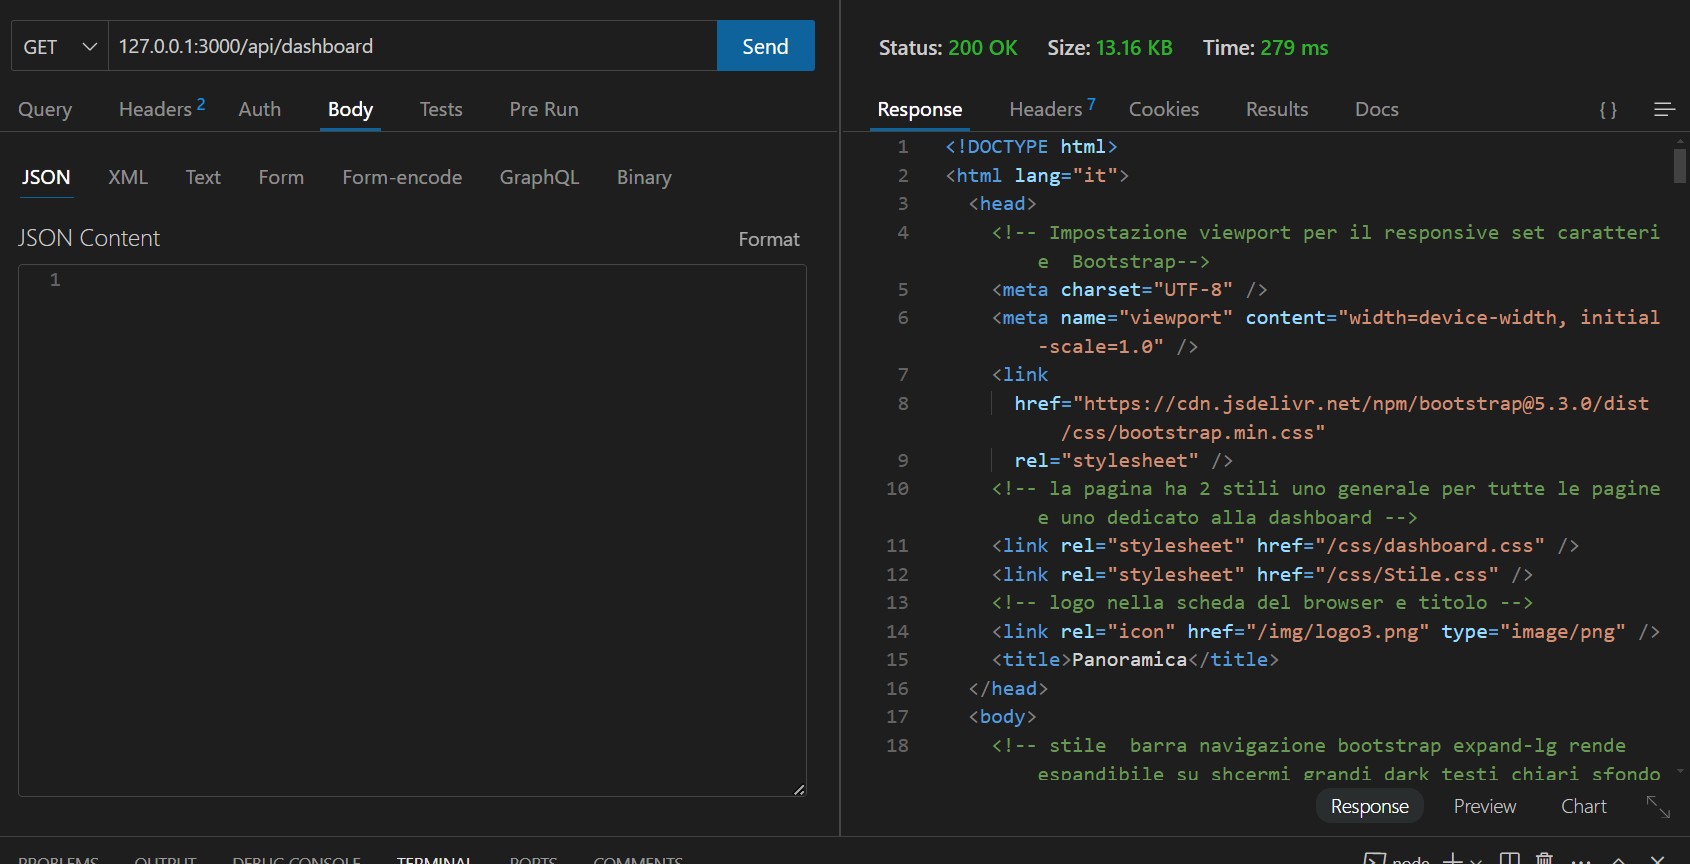 GET 127.0.0.1:3000/api/dashboard Send
Query Headers 2 Auth Body Tests Pre Run
JSON XML Text Form Form-encode GraphQL Binary
JSON Content Format
1
Status: 200 OK Size: 13.16 KB Time: 279 ms
Response Headers 7 Cookies Results Docs { }
1 <!DOCTYPE html>
2 <html lang="it">
3 <head>
4 <!-- Impostazione viewport per il responsive set caratteri
e  Bootstrap-->
5 <meta charset="UTF-8" />
6 <meta name="viewport" content="width=device-width, initial
-scale=1.0" />
7 <link
8 href="https://cdn.jsdelivr.net/npm/bootstrap@5.3.0/dist
/css/bootstrap.min.css"
9 rel="stylesheet" />
10 <!-- la pagina ha 2 stili uno generale per tutte le pagine
e uno dedicato alla dashboard -->
11 <link rel="stylesheet" href="/css/dashboard.css" />
12 <link rel="stylesheet" href="/css/Stile.css" />
13 <!-- logo nella scheda del browser e titolo -->
14 <link rel="icon" href="/img/logo3.png" type="image/png" />
15 <title>Panoramica</title>
16 </head>
17 <body>
18 <!-- stile  barra navigazione bootstrap expand-lg rende
espandibile su shcermi grandi dark testi chiari sfondo
Response Preview Chart
PROBLEMS OUTPUT DEBUG CONSOLE TERMINAL PORTS COMMENTS node